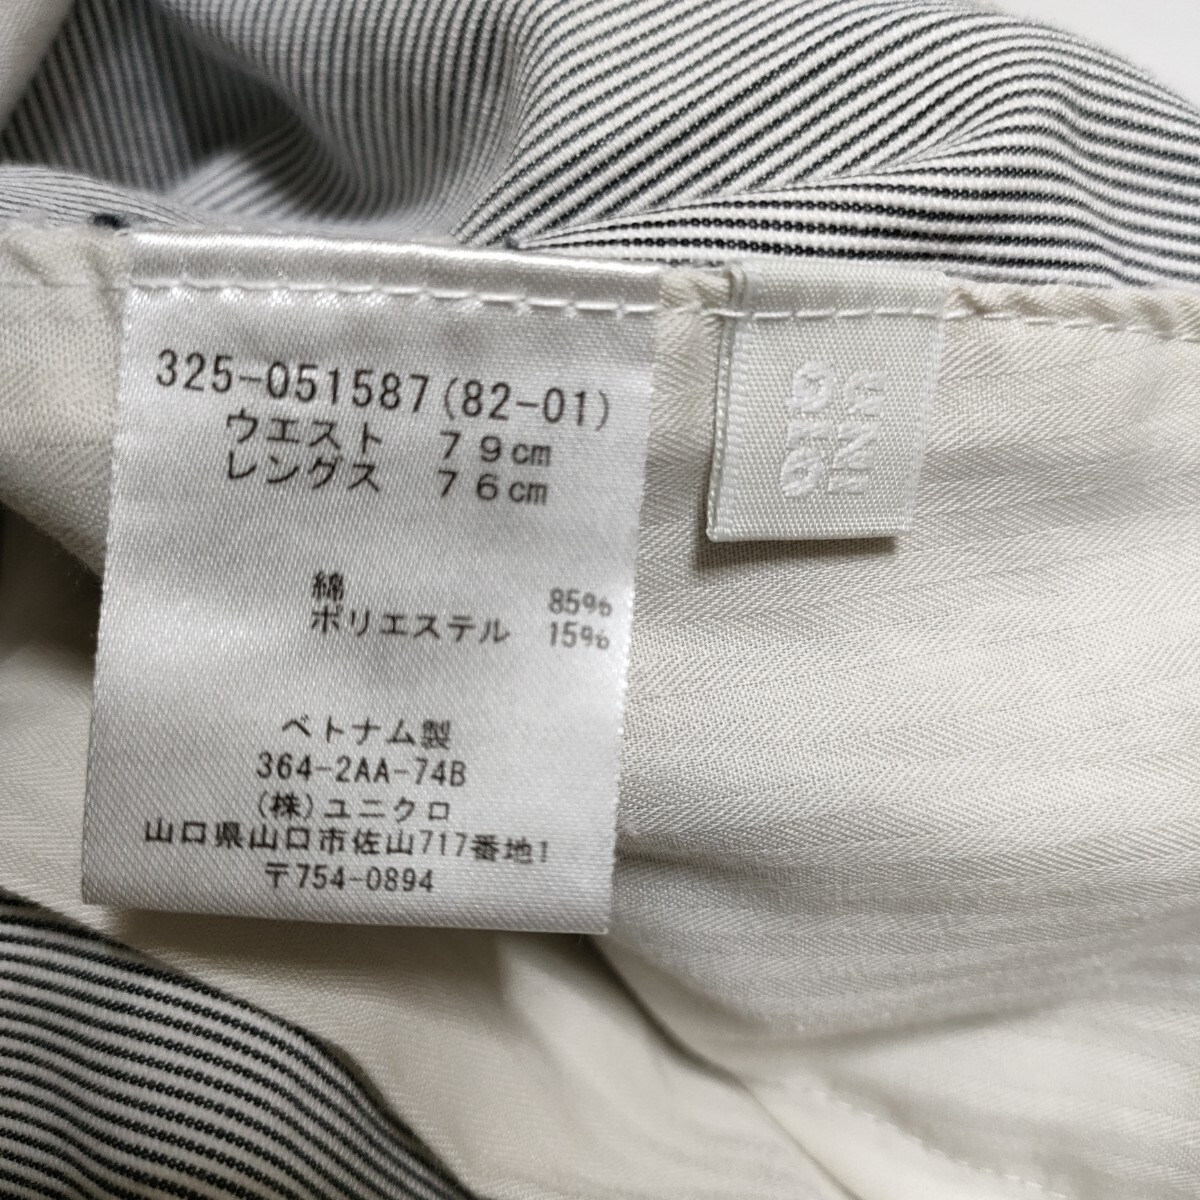 325-051587(82-01)
ウエスト 79cm
レングス 76cm
綿 85%
ポリエステル 15%
ベトナム製
364-2AA-74B
(株)ユニクロ
山口県山口市佐山717番地1
〒754-0894